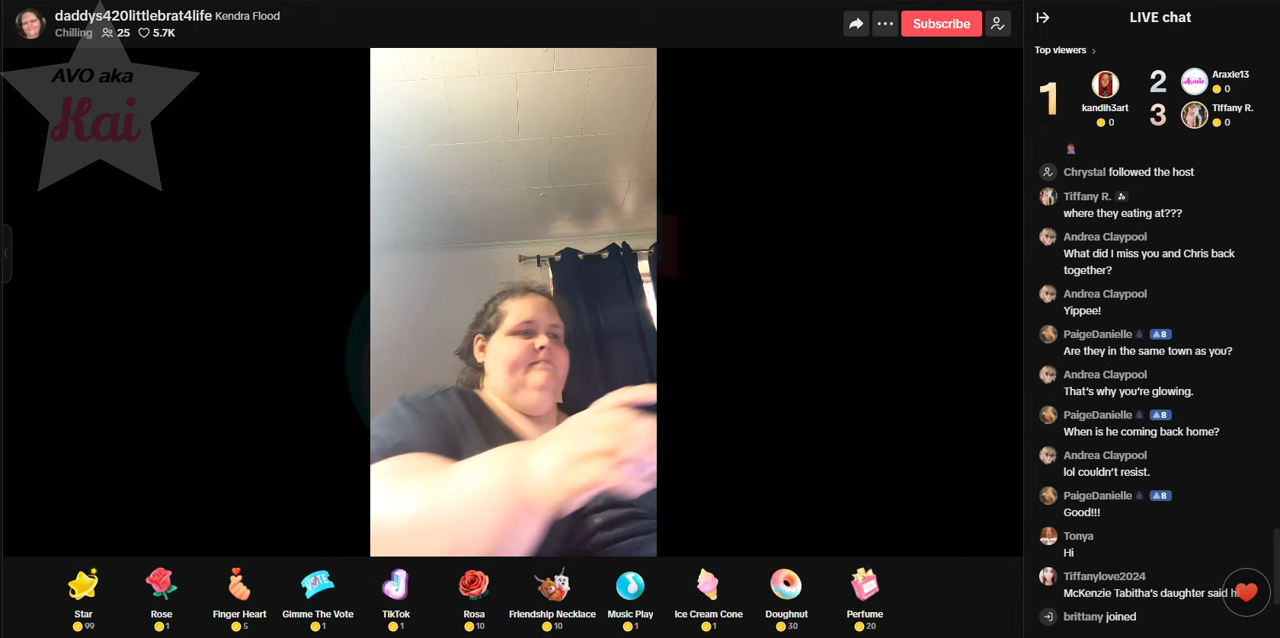 daddys420littlebrat4life Kendra Flood
Chilling 25 5.7K
Subscribe
AVO aka
Kai
LIVE chat
Top viewers
1
kandih3art
0
2
Araxie13
0
3
Tiffany R.
0
Chrystal followed the host
Tiffany R.
where they eating at???
Andrea Claypool
What did I miss you and Chris back
together?
Andrea Claypool
Yippee!
PaigeDanielle 8
Are they in the same town as you?
Andrea Claypool
That's why you're glowing.
PaigeDanielle 8
When is he coming back home?
Andrea Claypool
lol couldn't resist.
PaigeDanielle 8
Good!!!
Tonya
Hi
Tiffanylove2024
McKenzie Tabitha's daughter said
brittany joined
Star
99
Rose
1
Finger Heart
5
VOTE
Gimme The Vote
1
TikTok
1
Rosa
10
Friendship Necklace
10
Music Play
1
Ice Cream Cone
1
Doughnut
30
Perfume
20